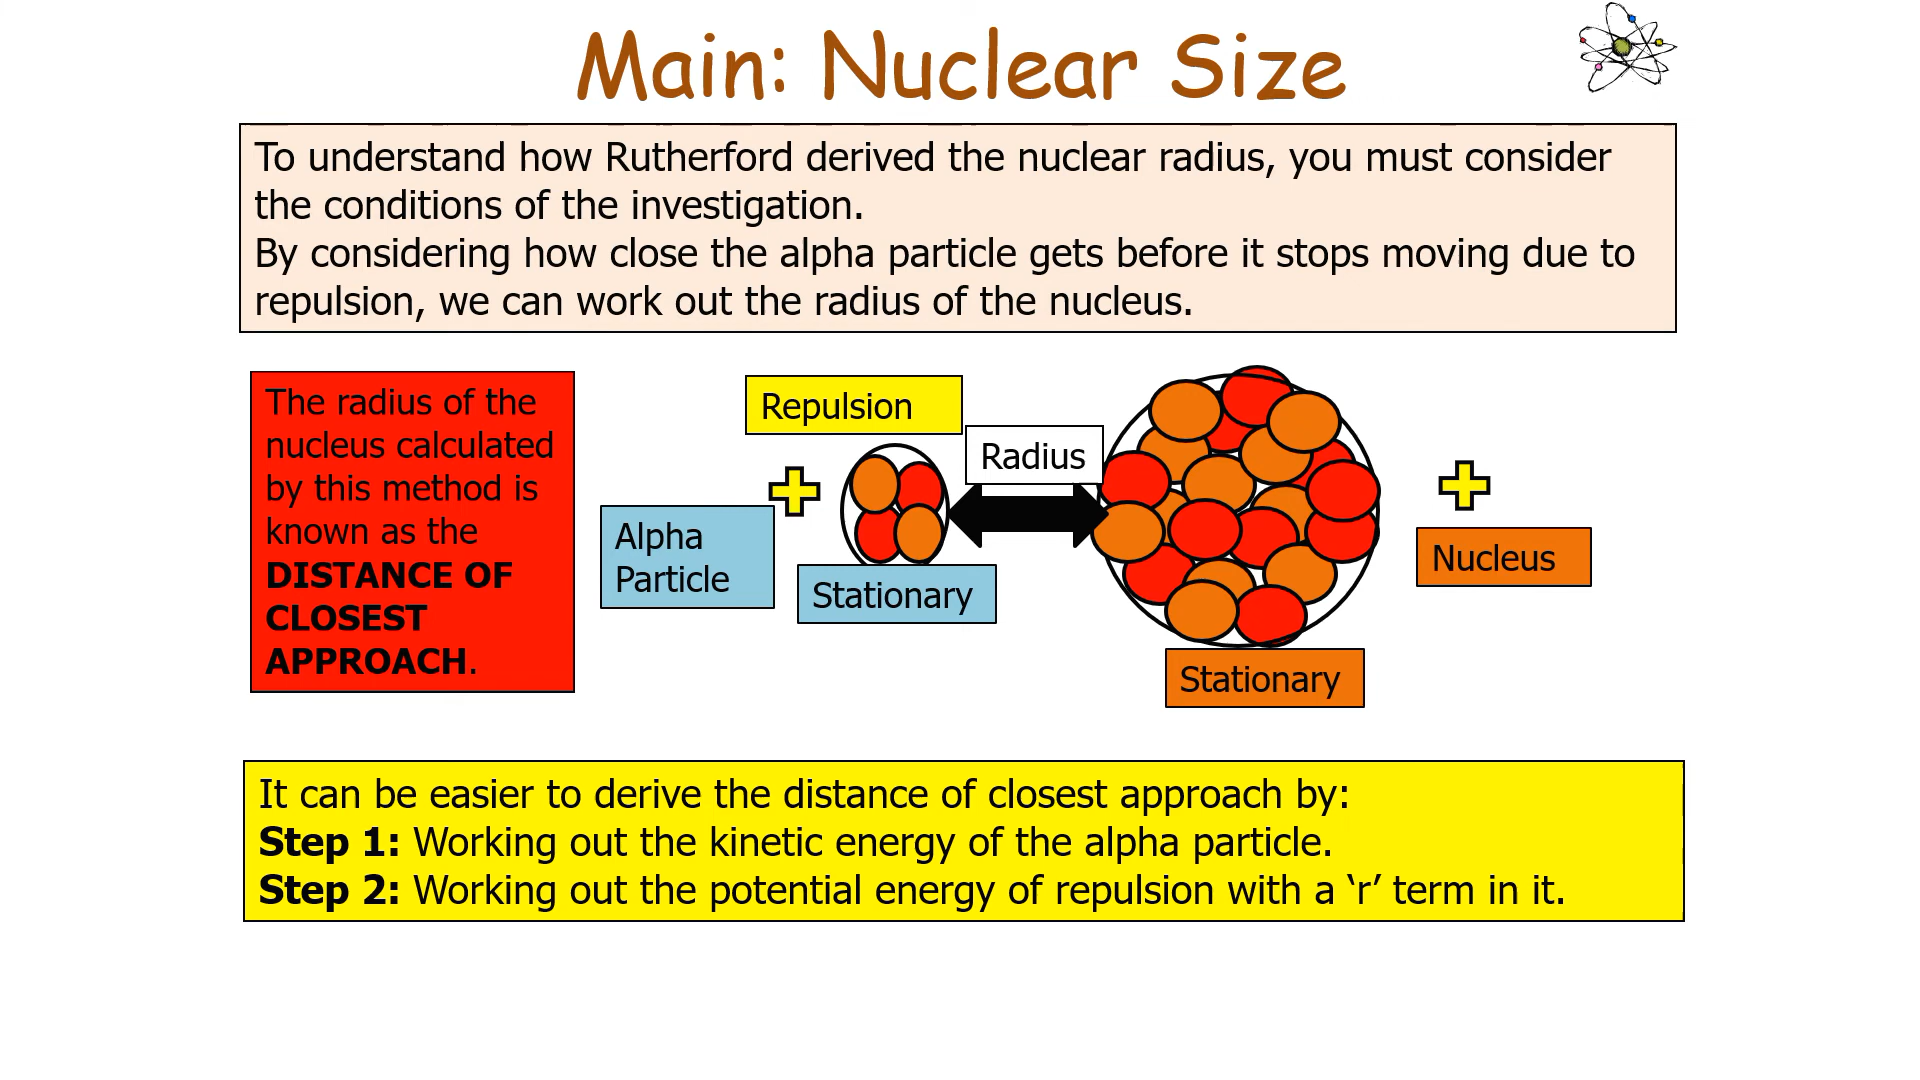 Main: Nuclear Size
To understand how Rutherford derived the nuclear radius, you must consider
the conditions of the investigation.
By considering how close the alpha particle gets before it stops moving due to
repulsion, we can work out the radius of the nucleus.
The radius of the
nucleus calculated
by this method is
known as the
DISTANCE OF
CLOSEST
APPROACH.
Repulsion
Radius
Alpha
Particle
Stationary
Nucleus
Stationary
It can be easier to derive the distance of closest approach by:
Step 1: Working out the kinetic energy of the alpha particle.
Step 2: Working out the potential energy of repulsion with a ‘r’ term in it.